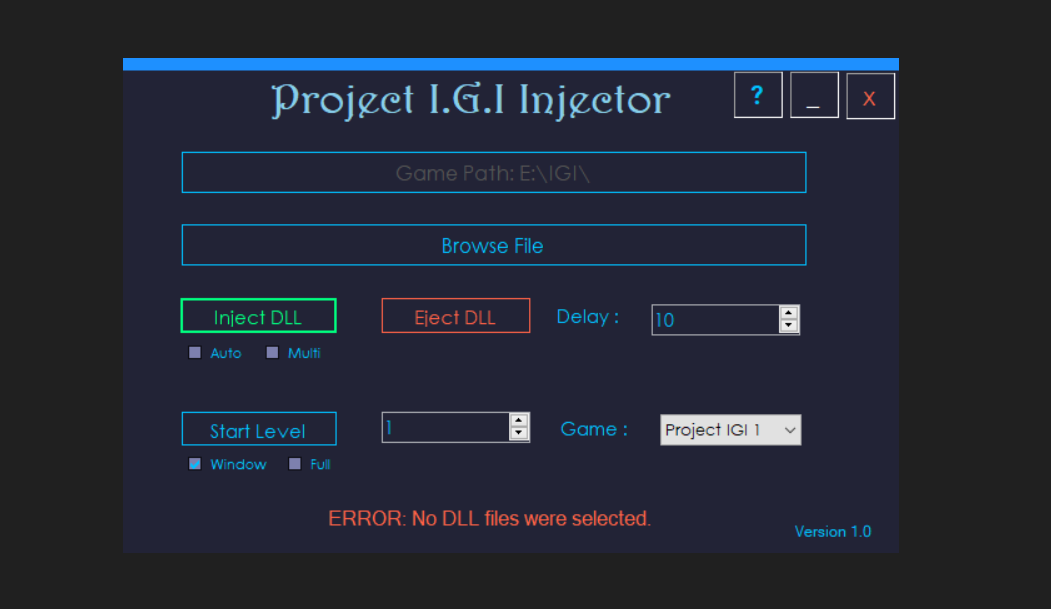 Project I.G.I Injector ? _ X
Game Path: E:\IGI\
Browse File
Inject DLL Eject DLL Delay : 10
Auto Multi
Start Level 1 Game : Project IGI 1
Window Full
ERROR: No DLL files were selected.
Version 1.0